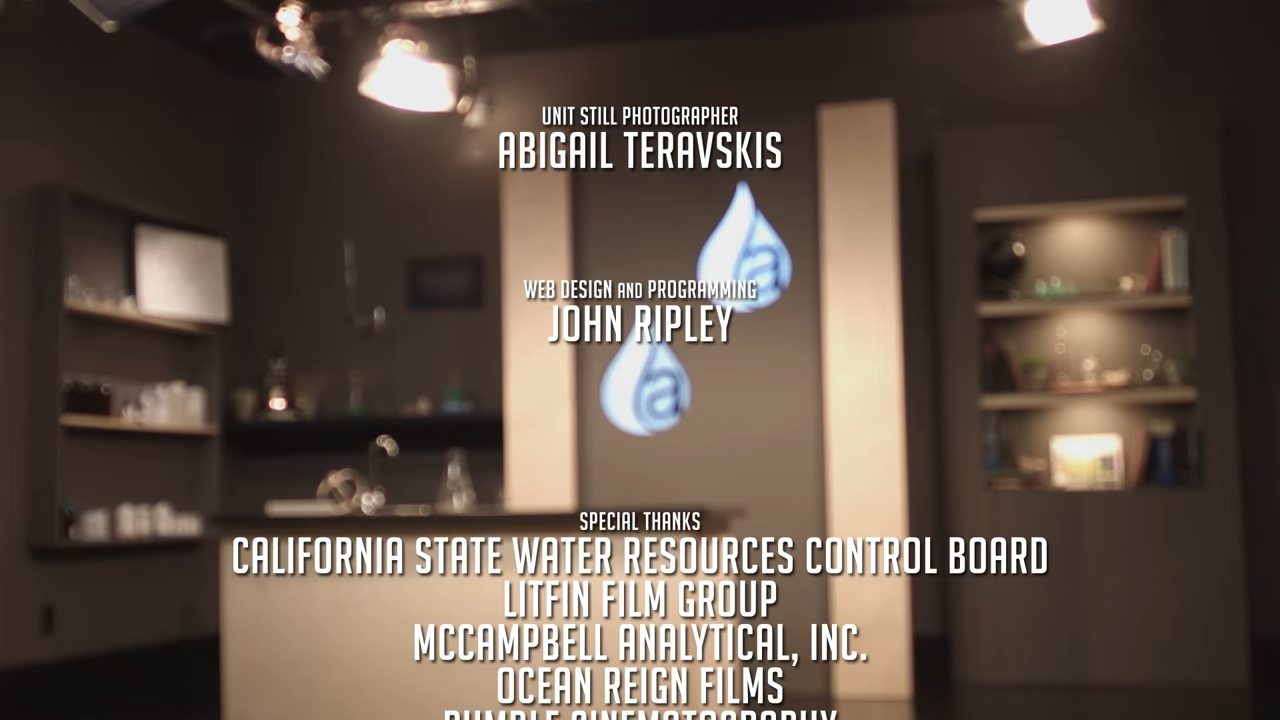 UNIT STILL PHOTOGRAPHER
ABIGAIL TERAVSKIS
a
WEB DESIGN AND PROGRAMMING
JOHN RIPLEY
a
SPECIAL THANKS
CALIFORNIA STATE WATER RESOURCES CONTROL BOARD
LITFIN FILM GROUP
MCCAMPBELL ANALYTICAL, INC.
OCEAN REIGN FILMS